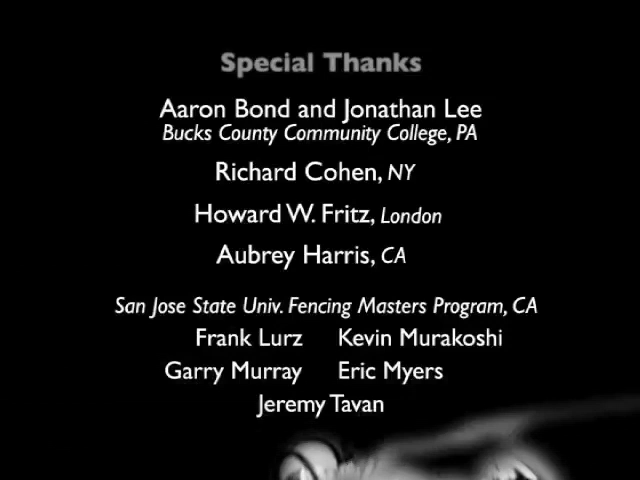 Special Thanks
Aaron Bond and Jonathan Lee
Bucks County Community College, PA
Richard Cohen, NY
Howard W. Fritz, London
Aubrey Harris, CA
San Jose State Univ. Fencing Masters Program, CA
Frank Lurz Kevin Murakoshi
Garry Murray Eric Myers
Jeremy Tavan